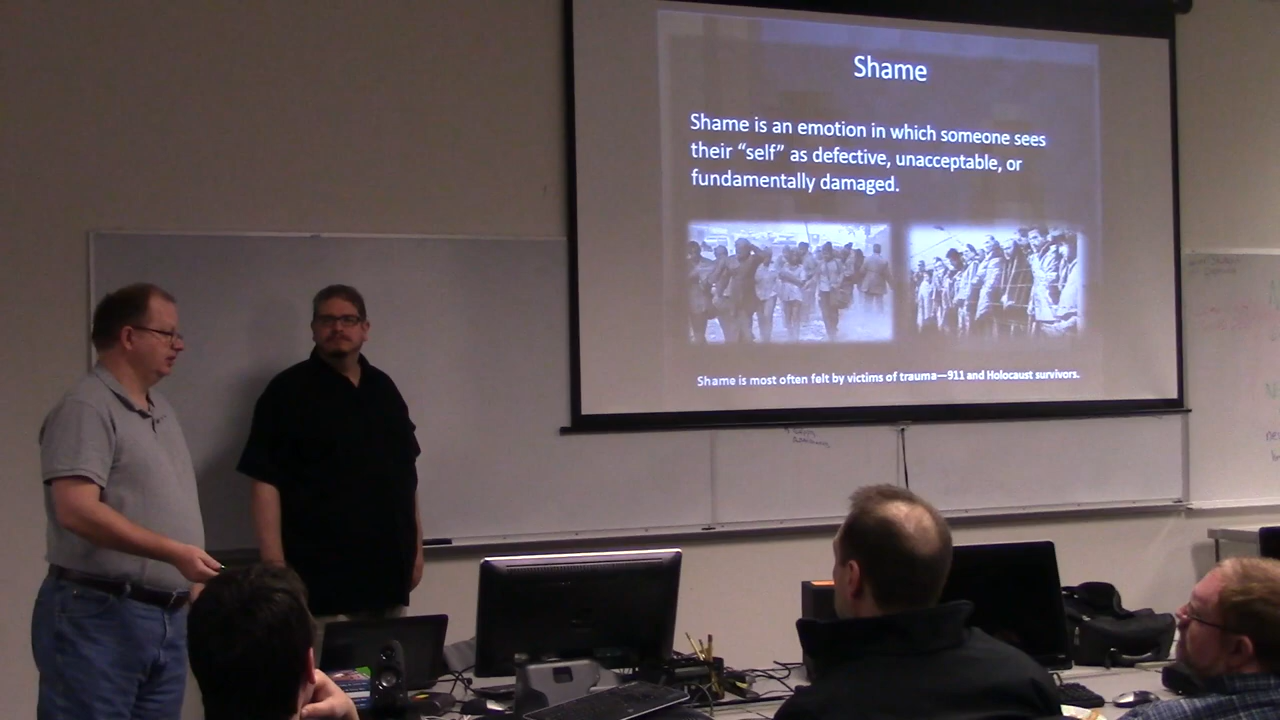 Shame
Shame is an emotion in which someone sees
their “self” as defective, unacceptable, or
fundamentally damaged.
Shame is most often felt by victims of trauma—911 and Holocaust survivors.